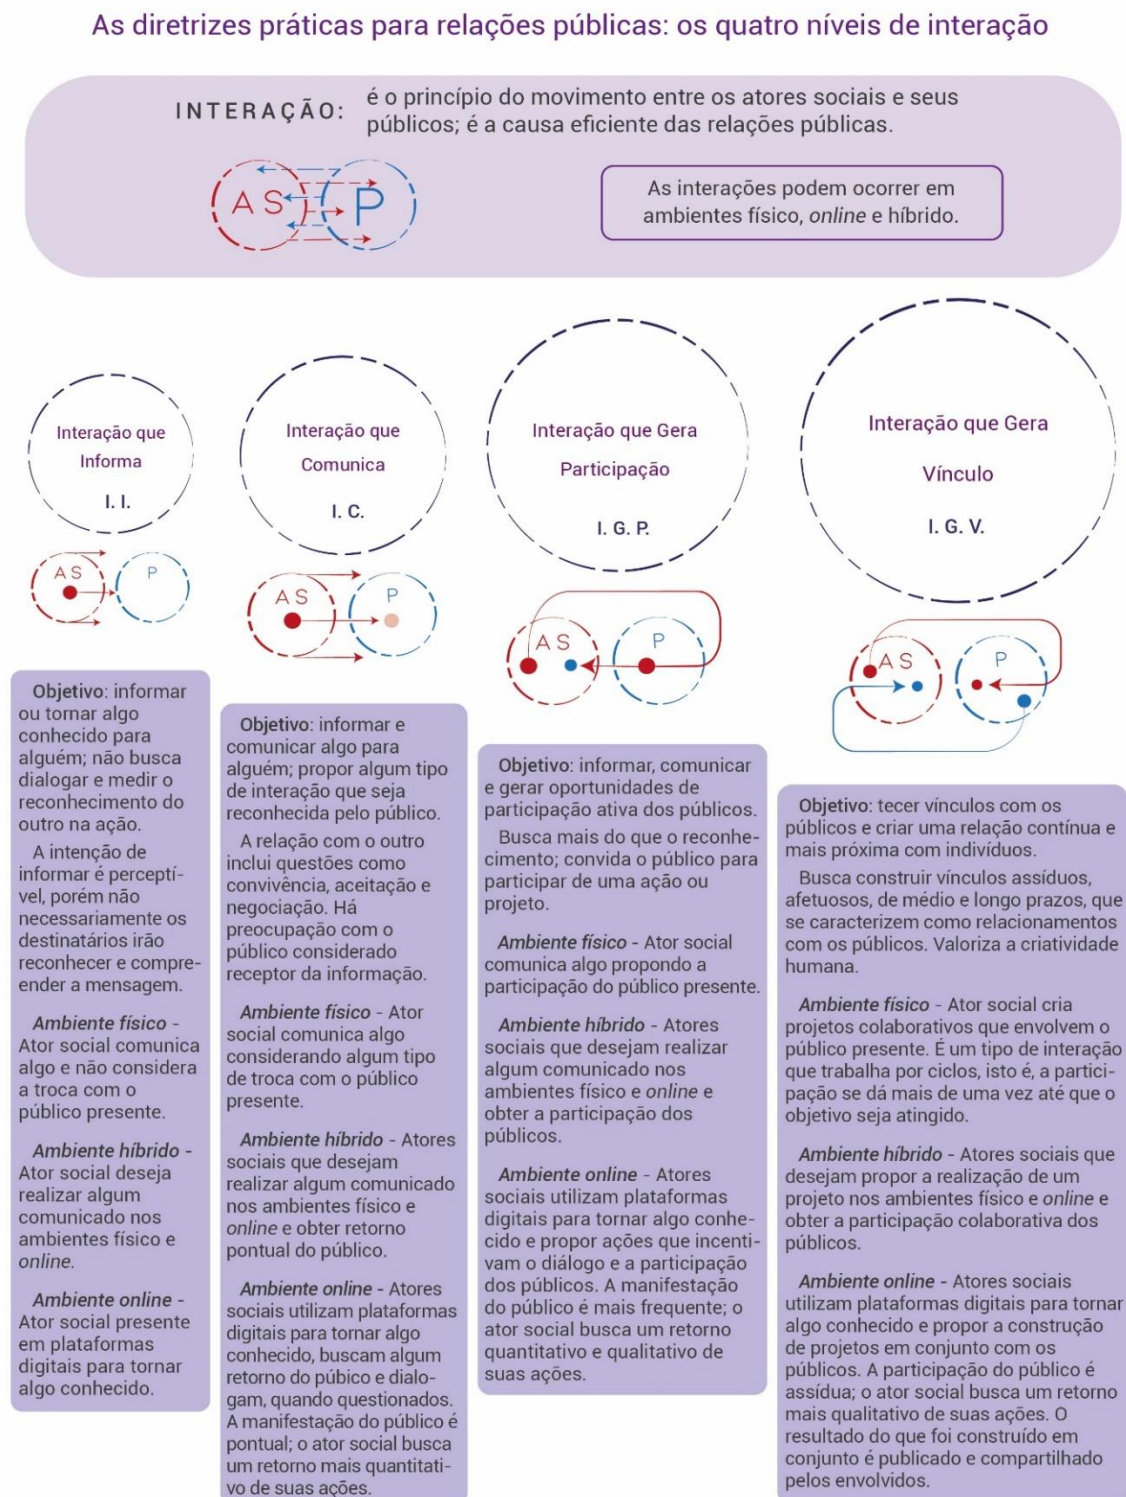 As diretrizes práticas para relações públicas: os quatro níveis de interação
INTERAÇÃO:
é o princípio do movimento entre os atores sociais e seus
públicos; é a causa eficiente das relações públicas.
AS P
As interações podem ocorrer em
ambientes físico, online e híbrido.
Interação que
Informa
I. I.
Interação que
Comunica
I. C.
Interação que Gera
Participação
I. G. P.
Interação que Gera
Vínculo
I. G. V.
AS P
AS P
AS P
AS P
Objetivo: informar
ou tornar algo
conhecido para
alguém; não busca
dialogar e medir o
reconhecimento do
outro na ação.
A intenção de
informar é perceptí-
vel, porém não
necessariamente os
destinatários irão
reconhecer e compre-
ender a mensagem.
Ambiente físico -
Ator social comunica
algo e não considera
a troca com o
público presente.
Ambiente híbrido -
Ator social deseja
realizar algum
comunicado nos
ambientes físico e
online.
Ambiente online -
Ator social presente
em plataformas
digitais para tornar
algo conhecido.
Objetivo: informar e
comunicar algo para
alguém; propor algum tipo
de interação que seja
reconhecida pelo público.
A relação com o outro
inclui questões como
convivência, aceitação e
negociação. Há
preocupação com o
público considerado
receptor da informação.
Ambiente físico - Ator
social comunica algo
considerando algum tipo
de troca com o público
presente.
Ambiente híbrido - Atores
sociais que desejam
realizar algum comunicado
nos ambientes físico e
online e obter retorno
pontual do público.
Ambiente online - Atores
sociais utilizam plataformas
digitais para tornar algo
conhecido, buscam algum
retorno do púbico e dialo-
gam, quando questionados.
A manifestação do público é
pontual; o ator social busca
um retorno mais quantitati-
vo de suas ações.
Objetivo: informar, comunicar
e gerar oportunidades de
participação ativa dos públicos.
Busca mais do que o reconhe-
cimento; convida o público para
participar de uma ação ou
projeto.
Ambiente físico - Ator social
comunica algo propondo a
participação do público presente.
Ambiente híbrido - Atores
sociais que desejam realizar
algum comunicado nos
ambientes físico e online e
obter a participação dos
públicos.
Ambiente online - Atores
sociais utilizam plataformas
digitais para tornar algo conhe-
cido e propor ações que incenti-
vam o diálogo e a participação
dos públicos. A manifestação
do público é mais frequente; o
ator social busca um retorno
quantitativo e qualitativo de
suas ações.
Objetivo: tecer vínculos com os
públicos e criar uma relação contínua e
mais próxima com indivíduos.
Busca construir vínculos assíduos,
afetuosos, de médio e longo prazos, que
se caracterizem como relacionamentos
com os públicos. Valoriza a criatividade
humana.
Ambiente físico - Ator social cria
projetos colaborativos que envolvem o
público presente. É um tipo de interação
que trabalha por ciclos, isto é, a partici-
pação se dá mais de uma vez até que o
objetivo seja atingido.
Ambiente híbrido - Atores sociais que
desejam propor a realização de um
projeto nos ambientes físico e online e
obter a participação colaborativa dos
públicos.
Ambiente online - Atores sociais
utilizam plataformas digitais para tornar
algo conhecido e propor a construção
de projetos em conjunto com os
públicos. A participação do público é
assídua; o ator social busca um retorno
mais qualitativo de suas ações. O
resultado do que foi construído em
conjunto é publicado e compartilhado
pelos envolvidos.